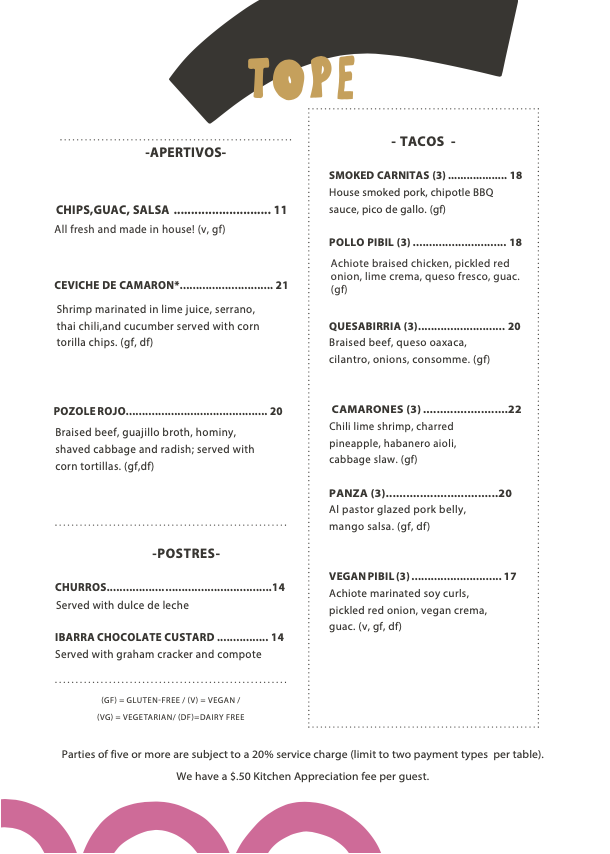 TOPE
-APERTIVOS-
CHIPS,GUAC, SALSA ............................ 11
All fresh and made in house! (v, gf)
CEVICHE DE CAMARON*........................... 21
Shrimp marinated in lime juice, serrano,
thai chili,and cucumber served with corn
torilla chips. (gf, df)
POZOLE ROJO.......................................... 20
Braised beef, guajillo broth, hominy,
shaved cabbage and radish; served with
corn tortillas. (gf,df)
-POSTRES-
CHURROS.................................................14
Served with dulce de leche
IBARRA CHOCOLATE CUSTARD ................ 14
Served with graham cracker and compote
(GF) = GLUTEN-FREE / (V) = VEGAN /
(VG) = VEGETARIAN/ (DF)=DAIRY FREE
- TACOS -
SMOKED CARNITAS (3) ................... 18
House smoked pork, chipotle BBQ
sauce, pico de gallo. (gf)
POLLO PIBIL (3) ............................. 18
Achiote braised chicken, pickled red
onion, lime crema, queso fresco, guac.
(gf)
QUESABIRRIA (3)........................... 20
Braised beef, queso oaxaca,
cilantro, onions, consomme. (gf)
CAMARONES (3) .........................22
Chili lime shrimp, charred
pineapple, habanero aioli,
cabbage slaw. (gf)
PANZA (3).................................20
Al pastor glazed pork belly,
mango salsa. (gf, df)
VEGAN PIBIL (3) ............................ 17
Achiote marinated soy curls,
pickled red onion, vegan crema,
guac. (v, gf, df)
Parties of five or more are subject to a 20% service charge (limit to two payment types per table).
We have a $.50 Kitchen Appreciation fee per guest.